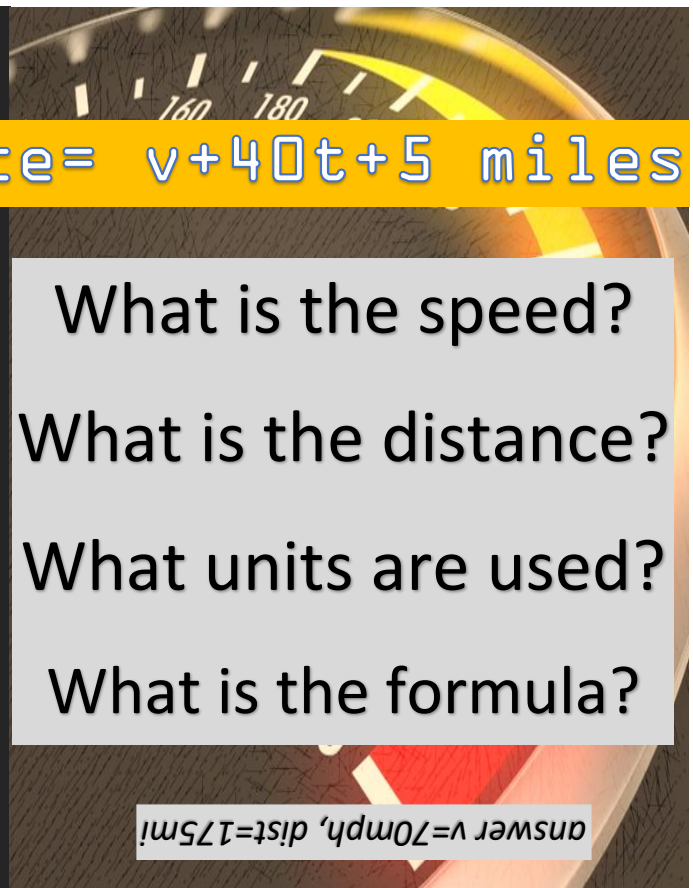 160 180
te= v+40t+5 miles
What is the speed?
What is the distance?
What units are used?
What is the formula?
answer v=70mph, dist=175mi